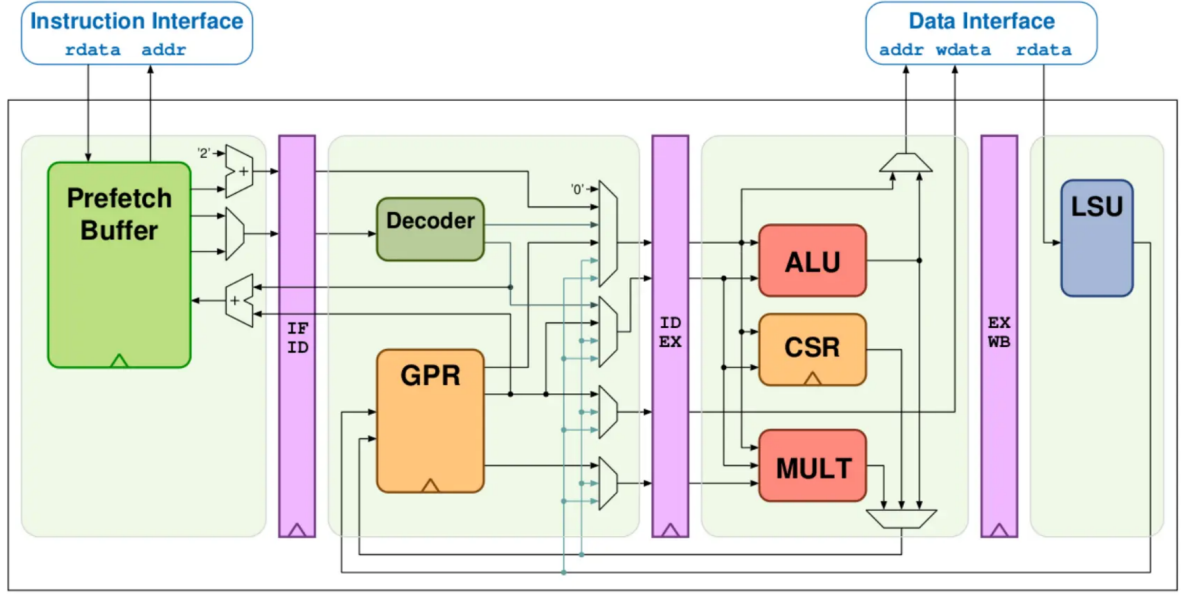 Instruction Interface
rdata addr
Data Interface
addr wdata rdata
Prefetch
Buffer
'2'
+
+
IF
ID
Decoder
GPR
'0'
ID
EX
ALU
CSR
MULT
EX
WB
LSU